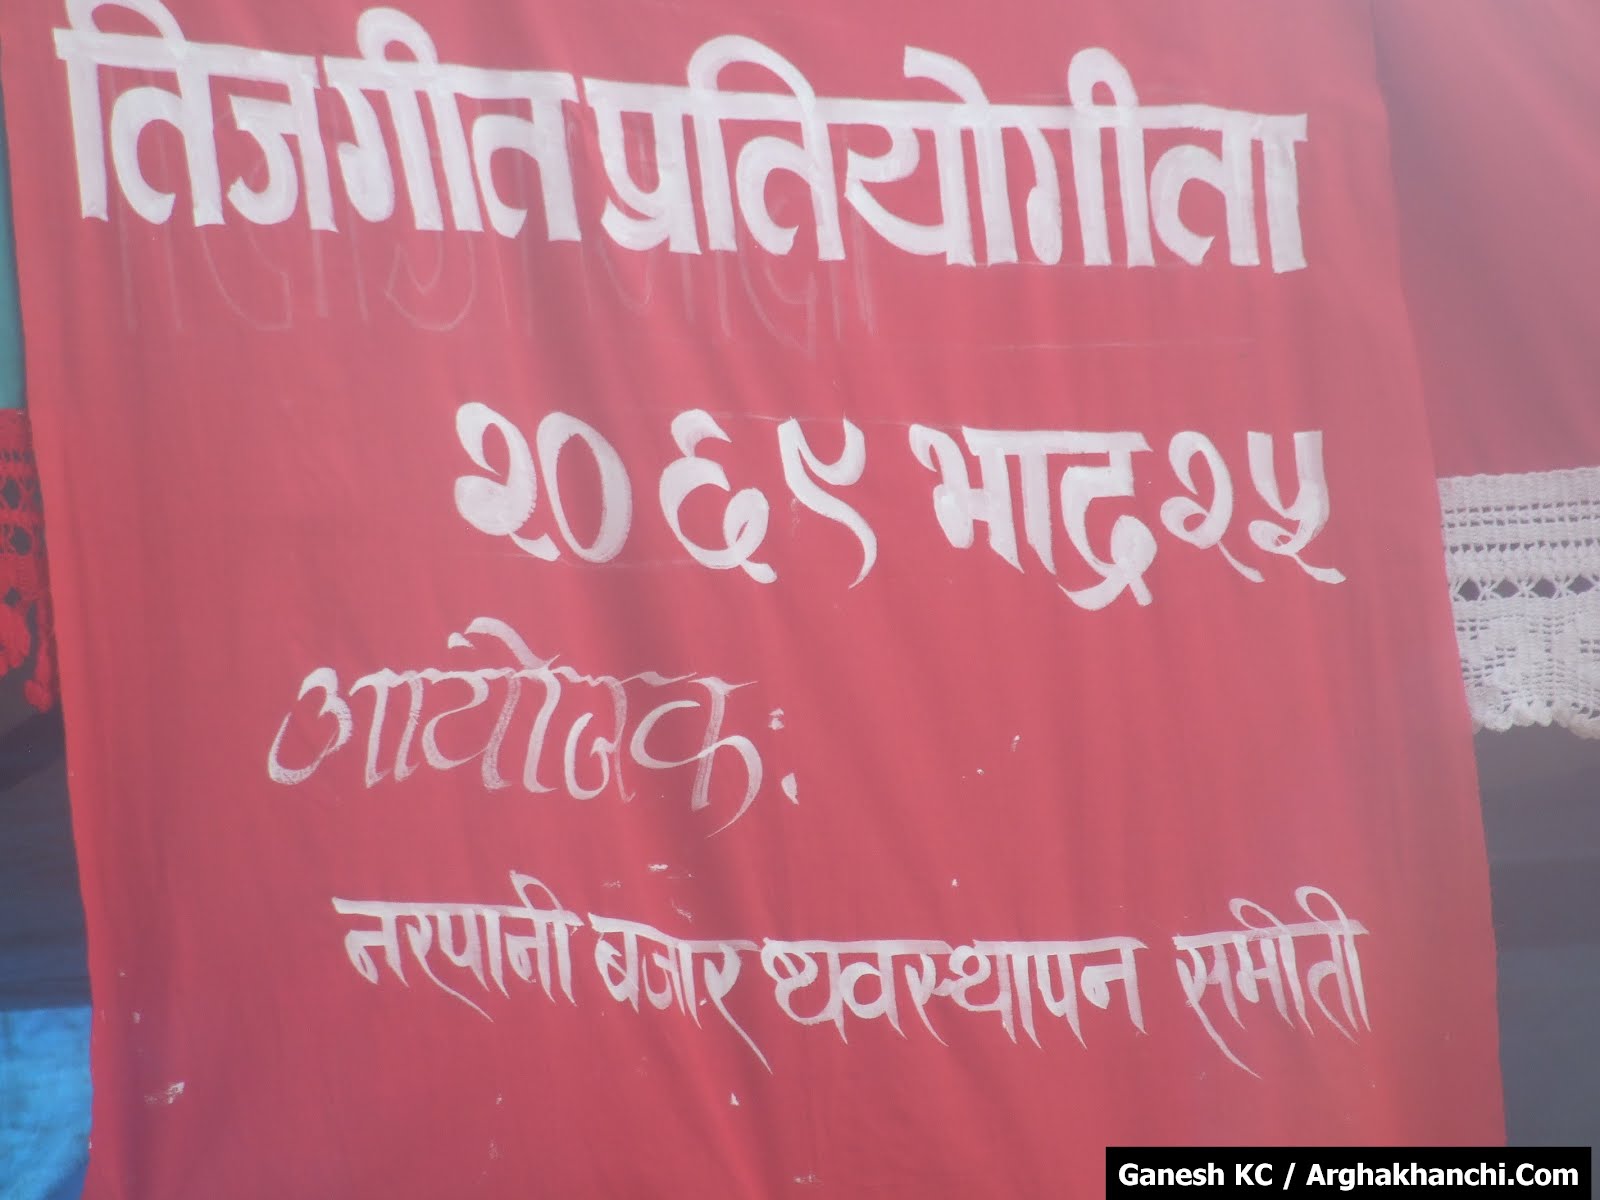 तिजगीत प्रतियोगीता
२०६९ भाद्र २५
आयोजक:
नरपानी बजार ब्यवस्थापन समीती
Ganesh KC / Arghakhanchi.Com